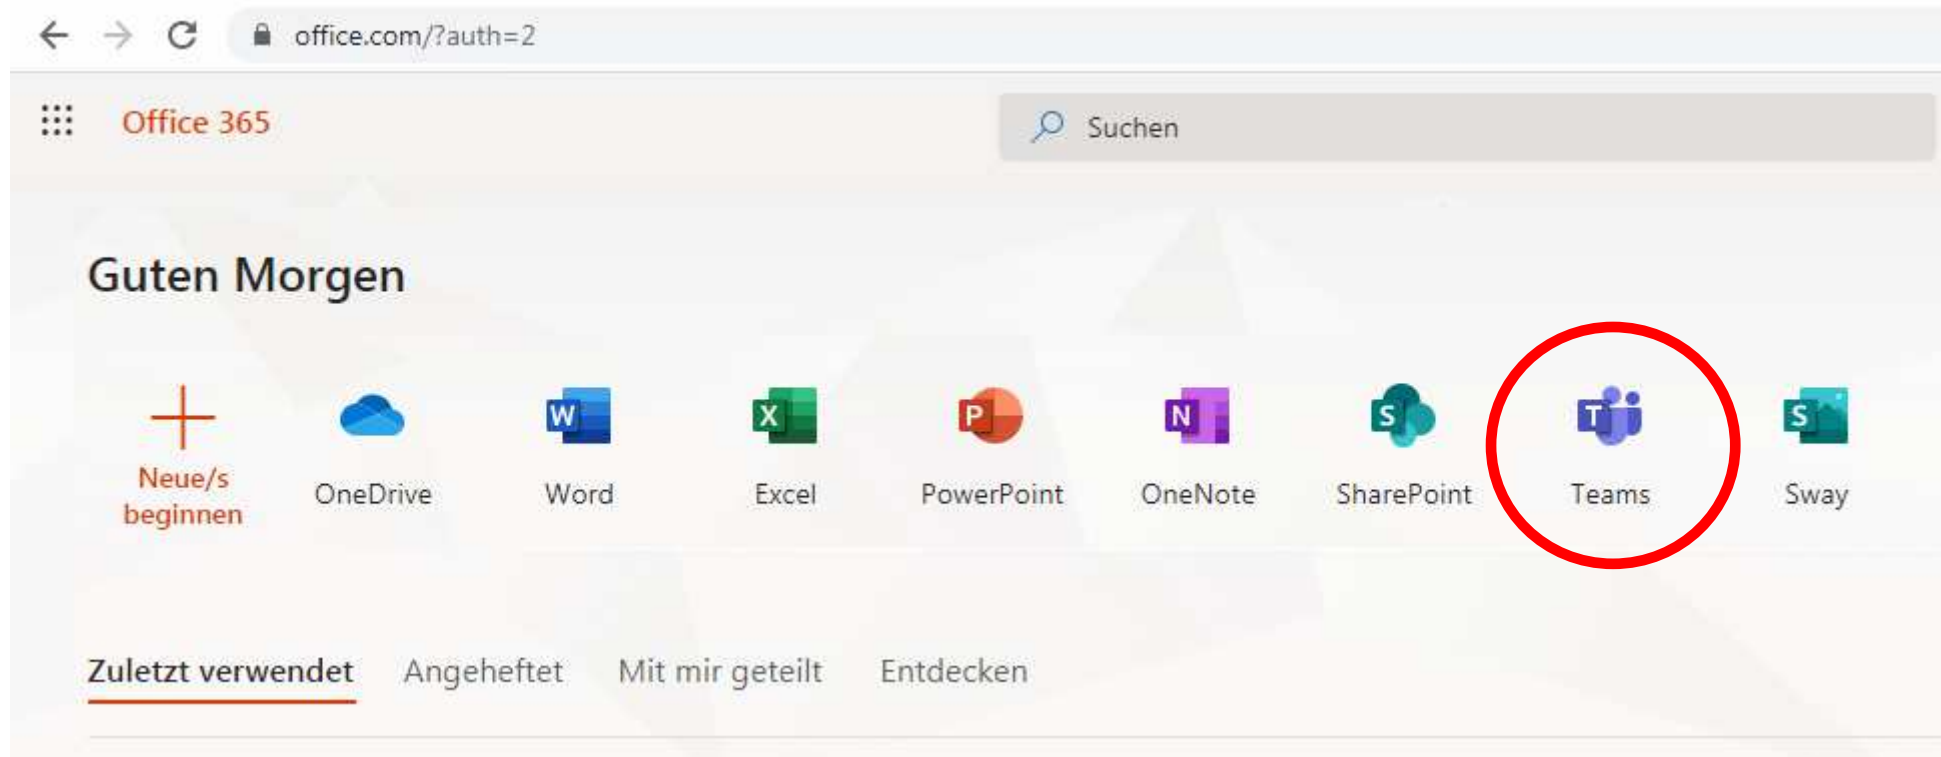 office.com/?auth=2
Office 365
Suchen
Guten Morgen
Neue/s
beginnen
OneDrive
W
Word
X
Excel
P
PowerPoint
N
OneNote
S
SharePoint
T
Teams
S
Sway
Zuletzt verwendet Angeheftet Mit mir geteilt Entdecken